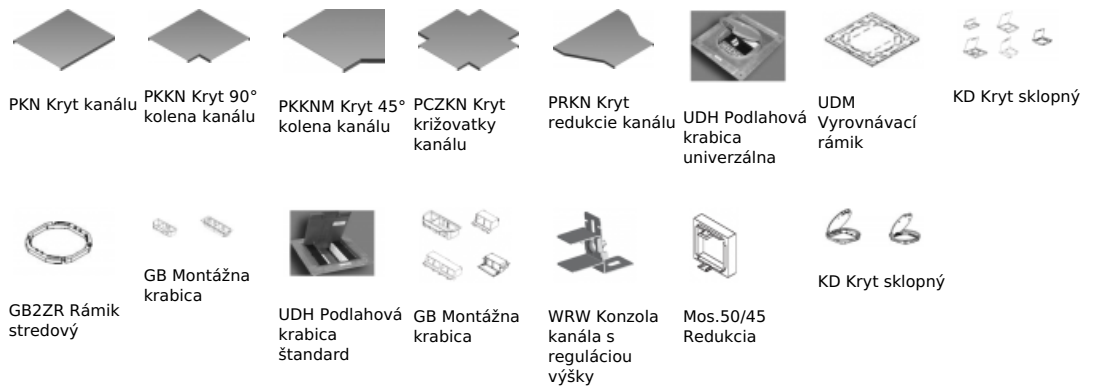 PKN Kryt kanálu
PKKN Kryt 90°
kolena kanálu
PKKNM Kryt 45°
kolena kanálu
PCZKN Kryt
križovatky
kanálu
PRKN Kryt
redukcie kanálu
UDH Podlahová
krabica
univerzálna
UDM
Vyrovnávací
rámik
KD Kryt sklopný
GB2ZR Rámik
stredový
GB Montážna
krabica
UDH Podlahová
krabica
štandard
GB Montážna
krabica
WRW Konzola
kanála s
reguláciou
výšky
Mos.50/45
Redukcia
KD Kryt sklopný